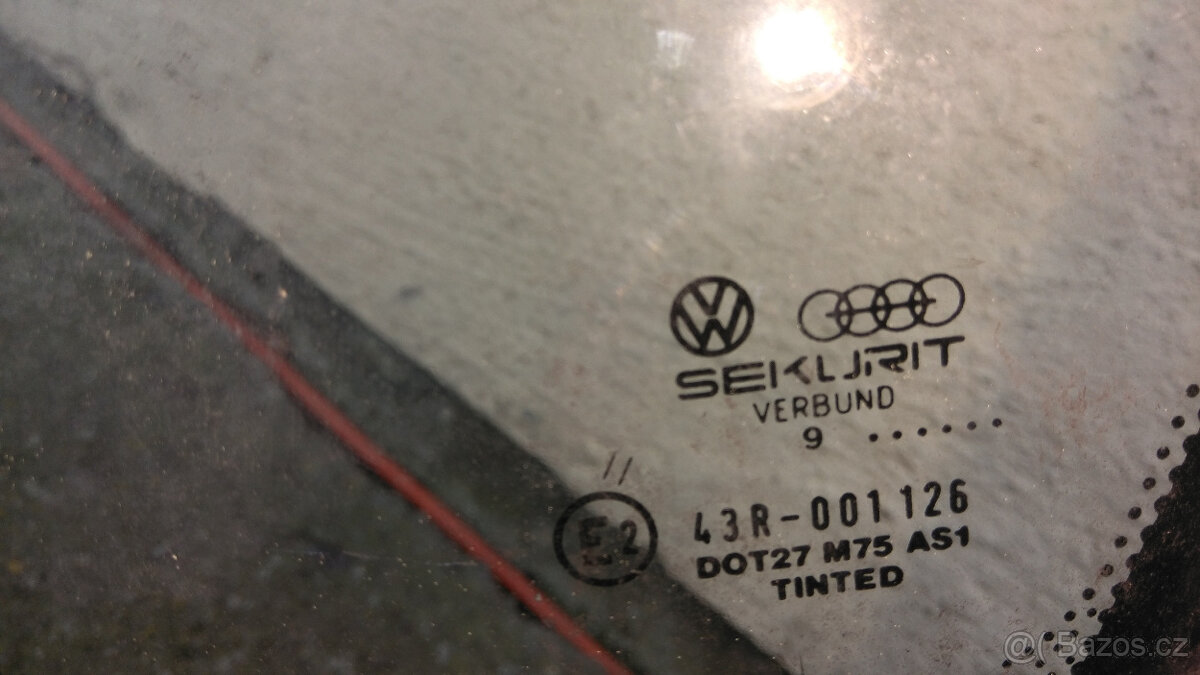 SEKURIT
VERBUND
9 .......
E2
43R-001126
DOT27 M75 AS1
TINTED
@ Bazos.cz